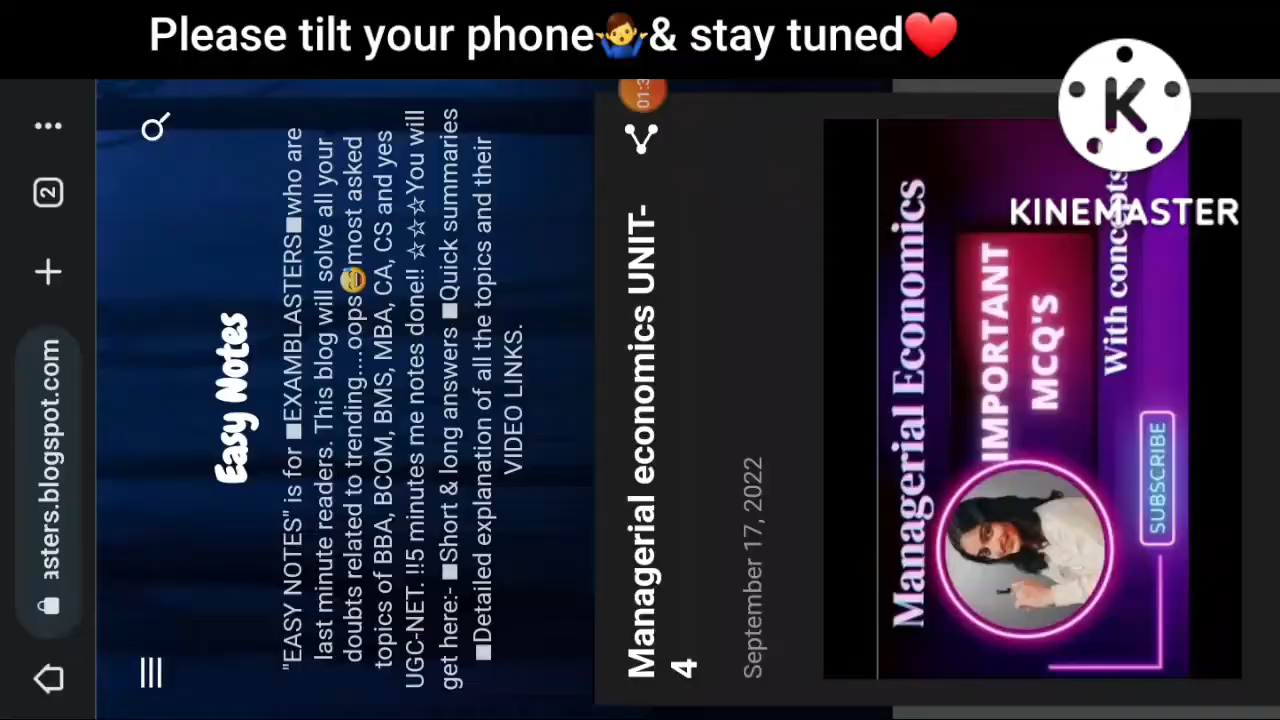 Please tilt your phone🤷‍♂️& stay tuned❤️
K
KINEMASTER
2
asters.blogspot.com
Easy Notes
"EASY NOTES" is for ■EXAMBLASTERS■who are
last minute readers. This blog will solve all your
doubts related to trending....oops😅most asked
topics of BBA, BCOM, BMS, MBA, CA, CS and yes
UGC-NET. !!5 minutes me notes done!! ☆☆☆You will
get here:- ■Short & long answers ■Quick summaries
■Detailed explanation of all the topics and their
VIDEO LINKS.
01:3
Managerial economics UNIT-
4
September 17, 2022
Managerial Economics
IMPORTANT
MCQ'S
With concepts
SUBSCRIBE